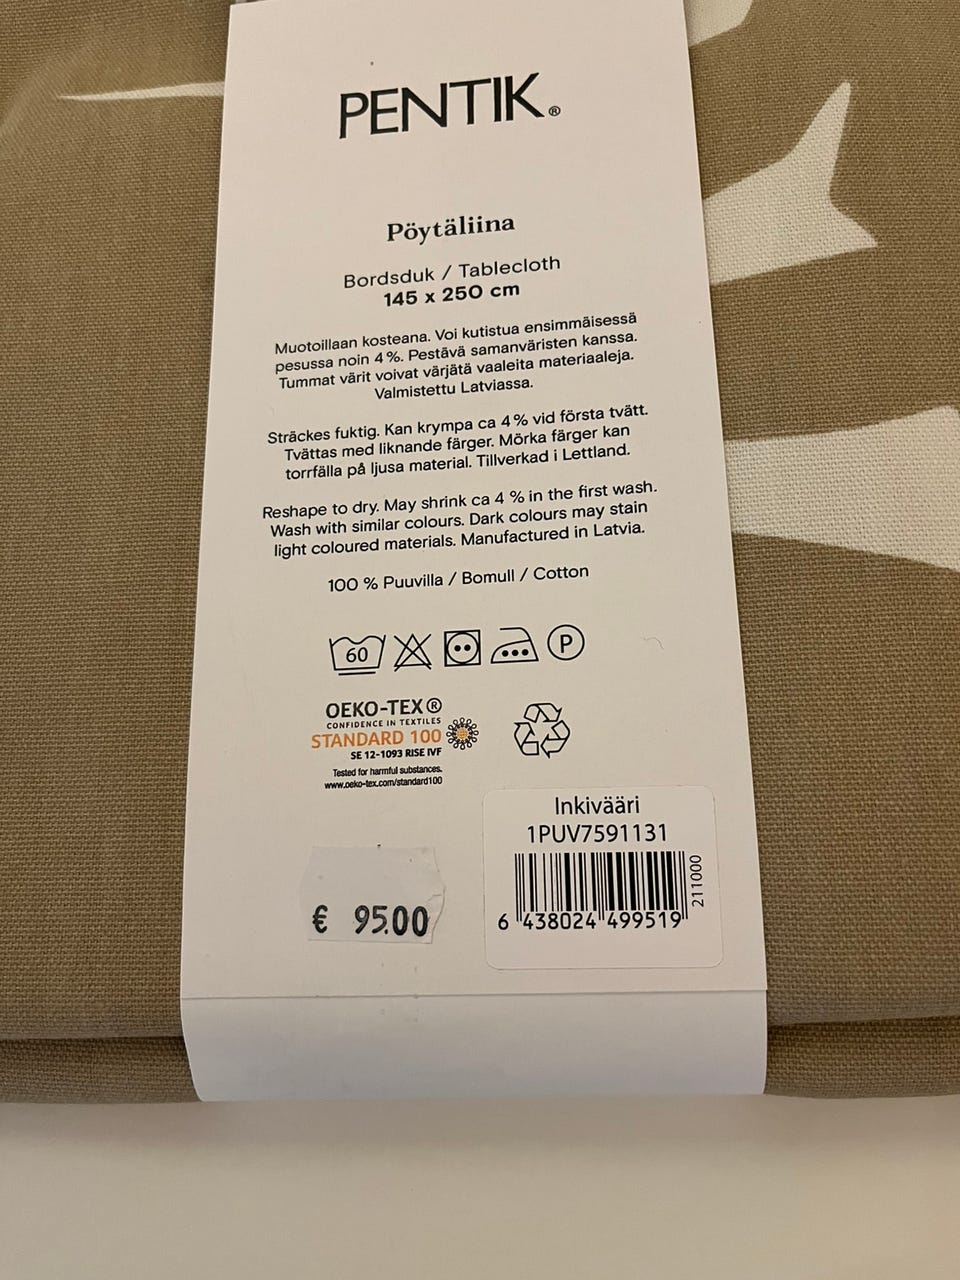 PENTIK®
Pöytäliina
Bordsduk / Tablecloth
145 x 250 cm
Muotoillaan kosteana. Voi kutistua ensimmäisessä
pesussa noin 4 %. Pestävä samanväristen kanssa.
Tummat värit voivat värjätä vaaleita materiaaleja.
Valmistettu Latviassa.
Sträckes fuktig. Kan krympa ca 4 % vid första tvätt.
Tvättas med liknande färger. Mörka färger kan
torrfälla på ljusa material. Tillverkad i Lettland.
Reshape to dry. May shrink ca 4 % in the first wash.
Wash with similar colours. Dark colours may stain
light coloured materials. Manufactured in Latvia.
100 % Puuvilla / Bomull / Cotton
60 P
OEKO-TEX®
CONFIDENCE IN TEXTILES
STANDARD 100
SE 12-1093 RISE IVF
Tested for harmful substances.
www.oeko-tex.com/standard100
Inkivääri
1PUV7591131
211000
6 438024 499519
€ 95.00